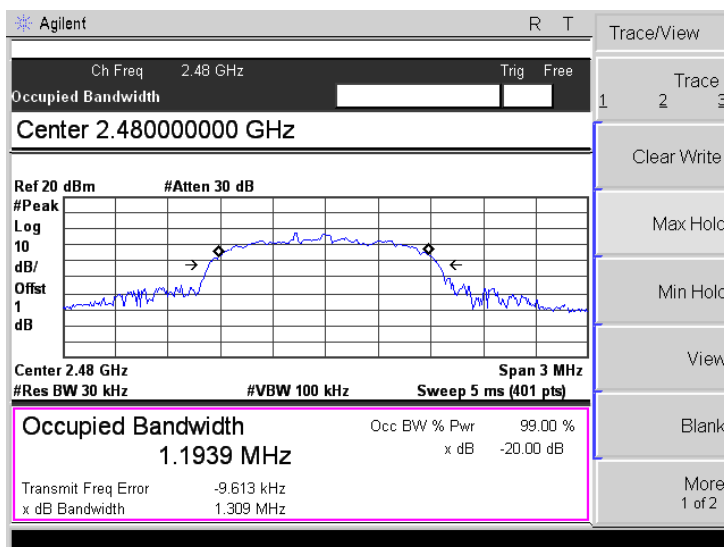 Agilent R T
Trace/View
Ch Freq 2.48 GHz Trig Free
Occupied Bandwidth
Trace
1 2 3
Center 2.480000000 GHz
Clear Write
Ref 20 dBm #Atten 30 dB
#Peak
Log
10
dB/
Offst
1
dB
Max Hold
Min Hold
View
Center 2.48 GHz Span 3 MHz
#Res BW 30 kHz #VBW 100 kHz Sweep 5 ms (401 pts)
Occupied Bandwidth Occ BW % Pwr 99.00 %
1.1939 MHz x dB -20.00 dB
Blank
Transmit Freq Error -9.613 kHz
x dB Bandwidth 1.309 MHz
More
1 of 2